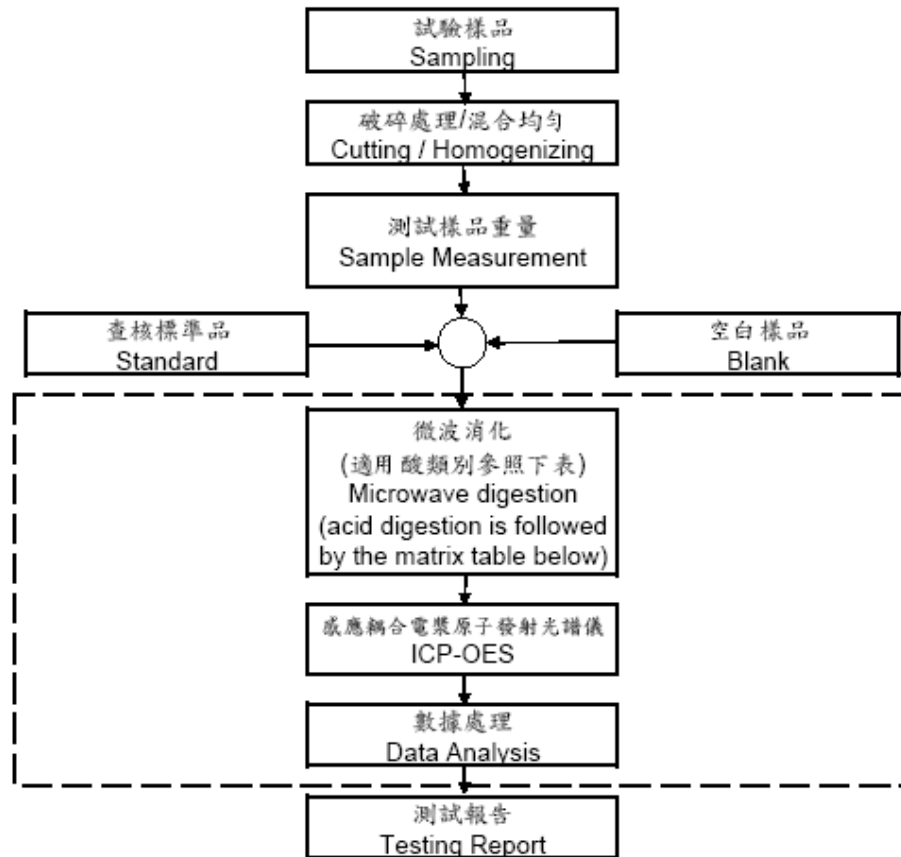 試驗樣品
Sampling
破碎處理/混合均勻
Cutting / Homogenizing
測試樣品重量
Sample Measurement
查核標準品
Standard
空白樣品
Blank
微波消化
(適用酸類別參照下表)
Microwave digestion
(acid digestion is followed
by the matrix table below)
感應耦合電漿原子發射光譜儀
ICP-OES
數據處理
Data Analysis
測試報告
Testing Report